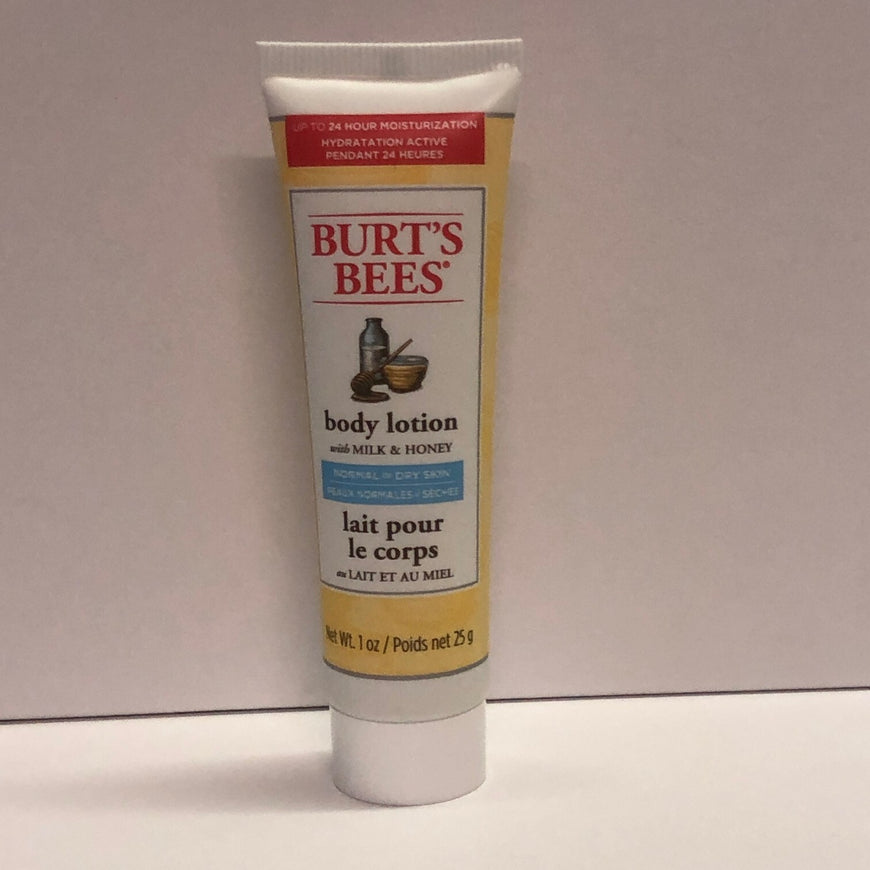 UP TO 24 HOUR MOISTURIZATION
HYDRATATION ACTIVE
PENDANT 24 HEURES
BURT'S
BEES®
body lotion
with MILK & HONEY
NORMAL TO DRY SKIN
PEAUX NORMALES À SÈCHES
lait pour
le corps
au LAIT ET AU MIEL
Net Wt. 1 oz / Poids net 25 g